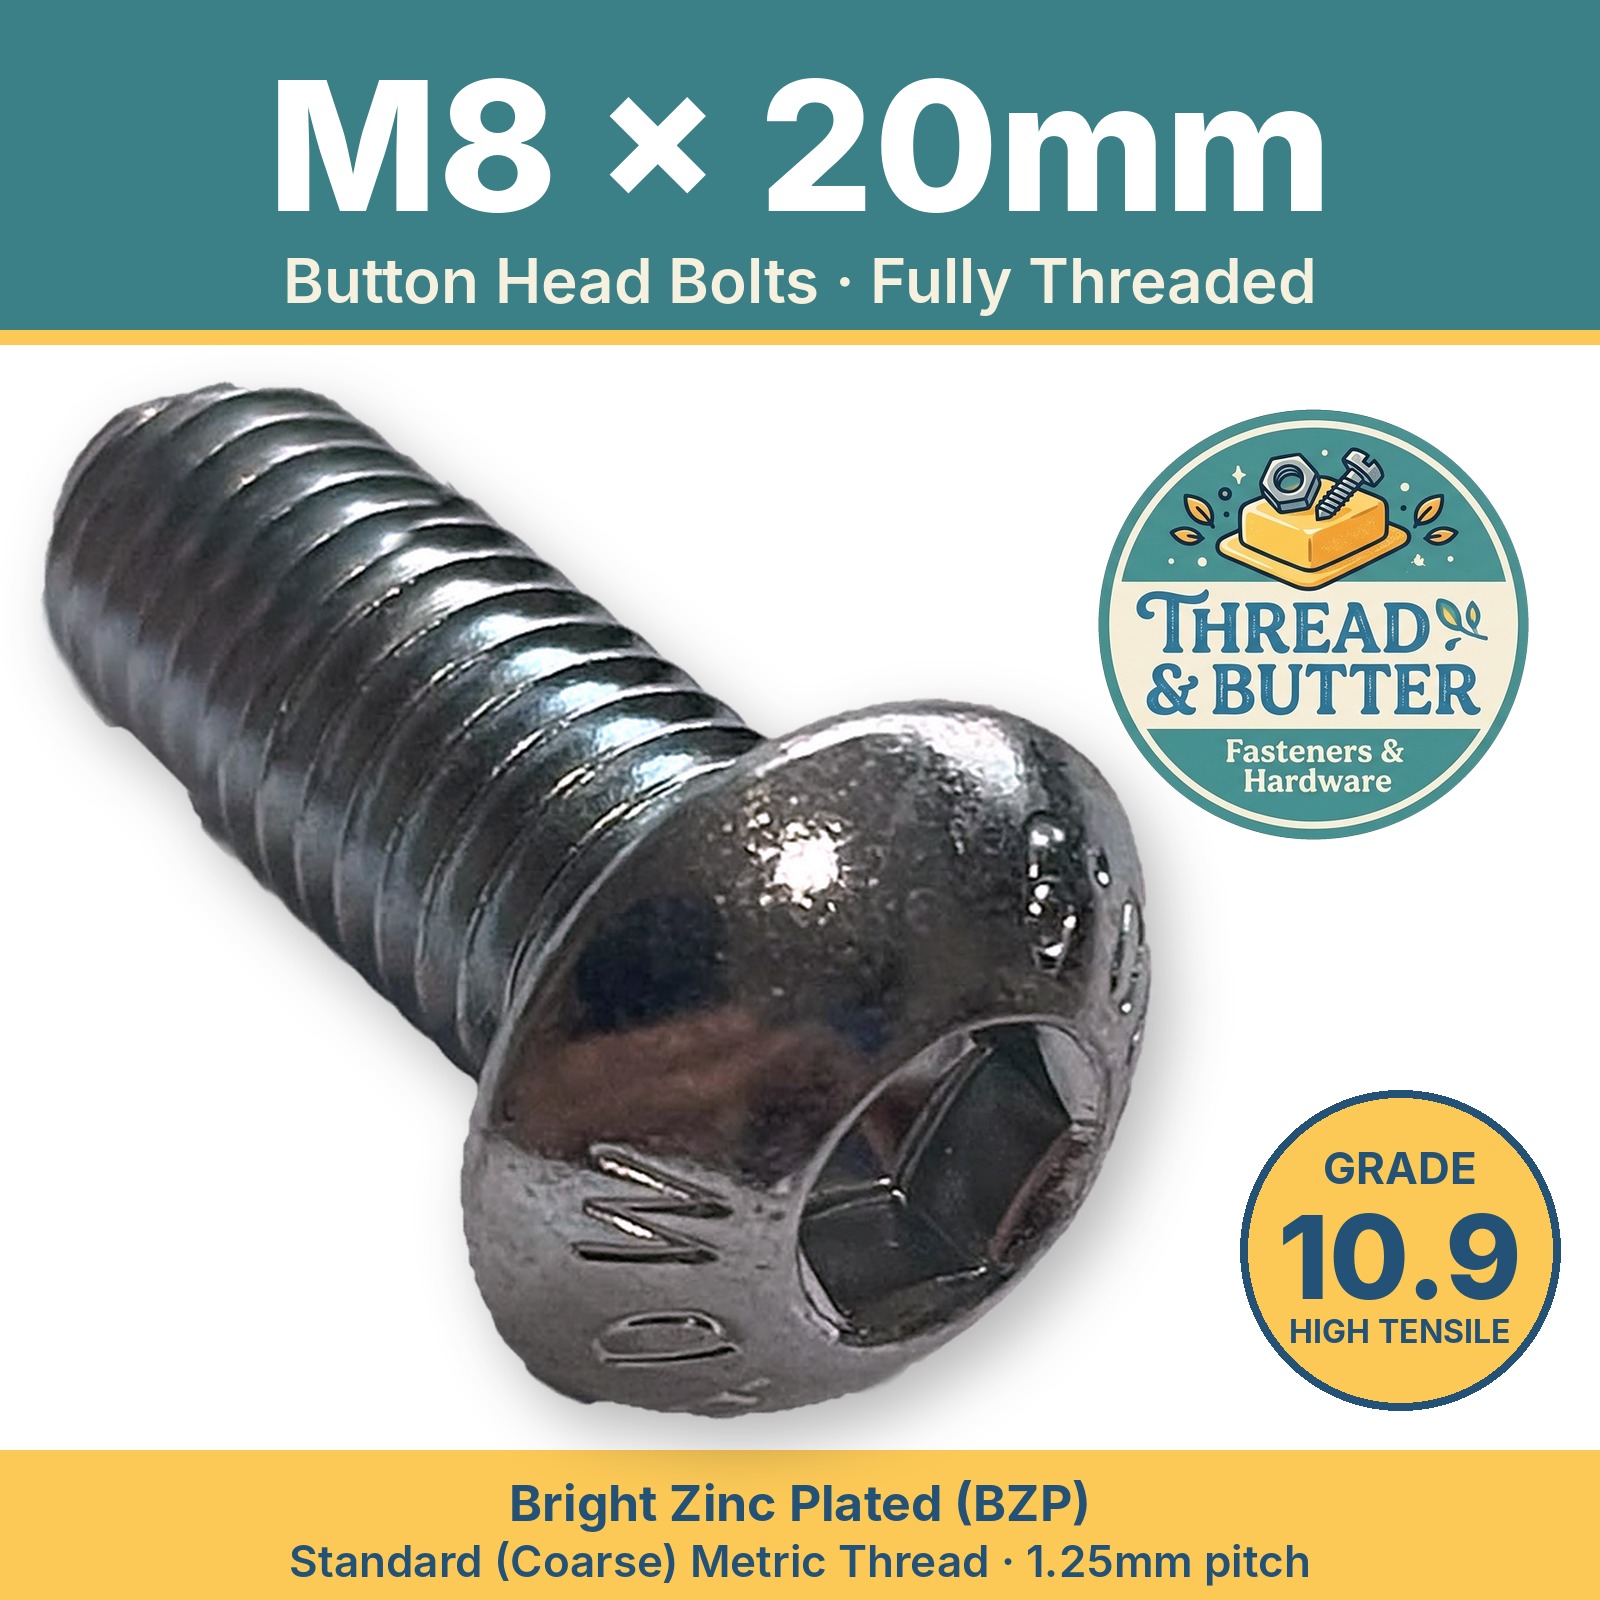 M8 × 20mm
Button Head Bolts · Fully Threaded
THREAD
& BUTTER
Fasteners &
Hardware
GRADE
10.9
HIGH TENSILE
Bright Zinc Plated (BZP)
Standard (Coarse) Metric Thread · 1.25mm pitch